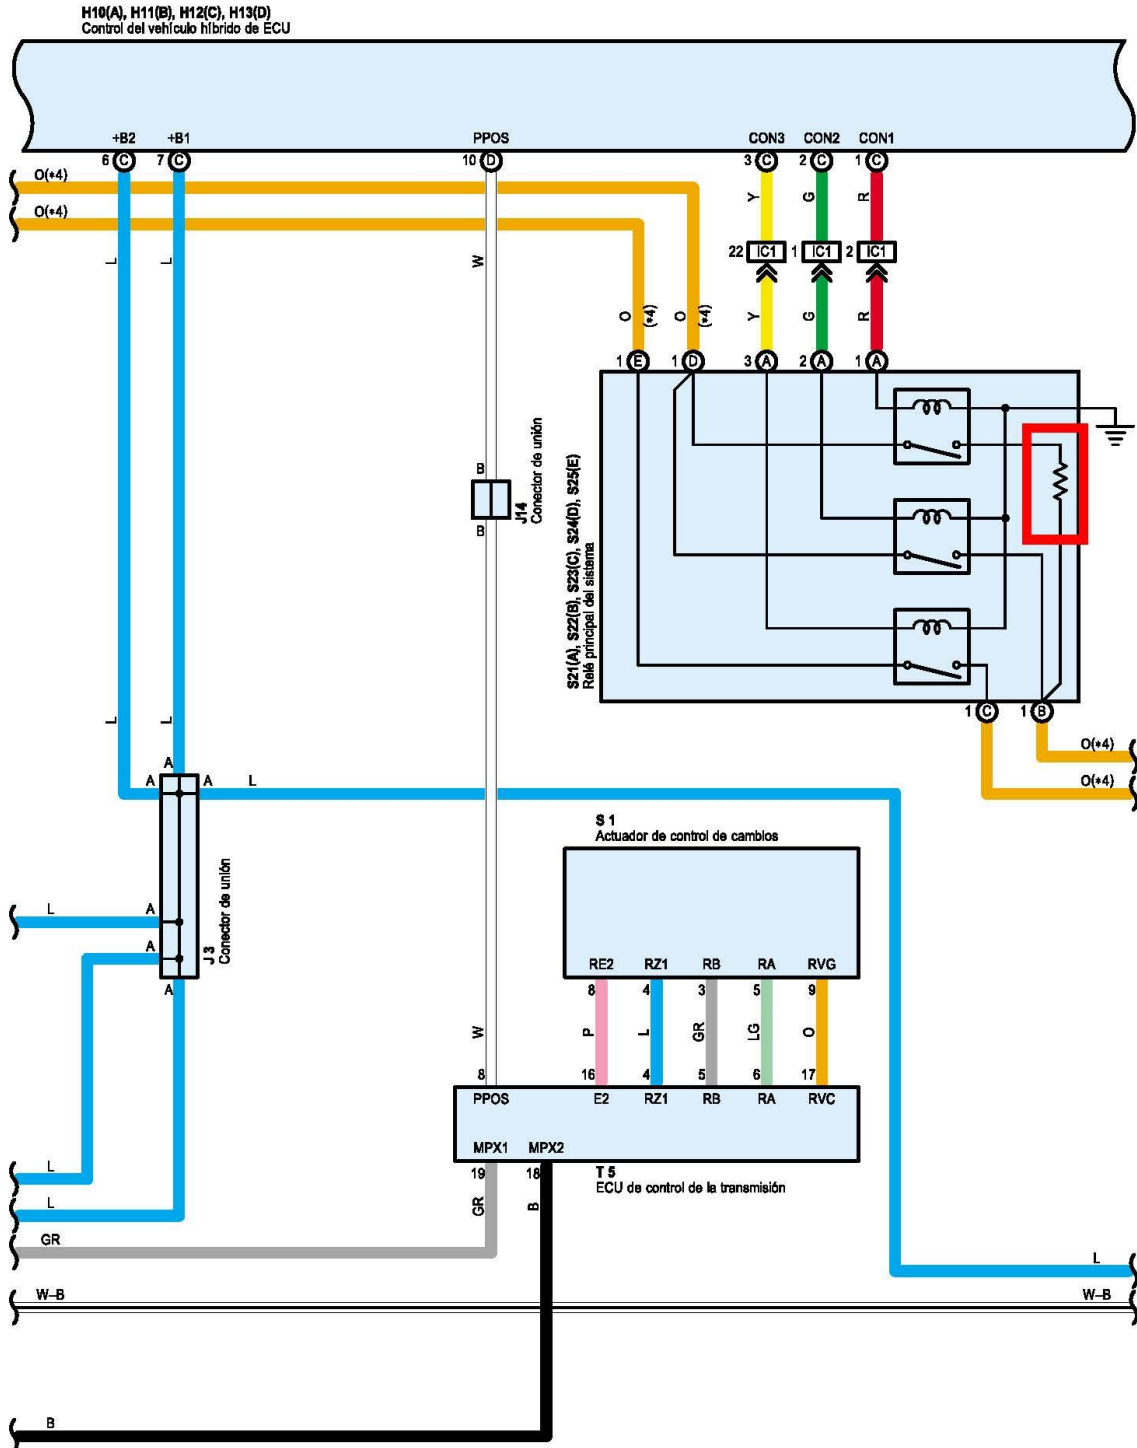 H10(A), H11(B), H12(C), H13(D)
Control del vehículo híbrido de ECU
+B2 +B1 PPOS CON3 CON2 CON1
6 C 7 C 10 D 3 C 2 C 1 C
O(*4)
O(*4)
Y G R
L L W
22 IC1 1 IC1 2 IC1
O (*4) O (*4) Y G R
1 E 1 D 3 A 2 A 1 A
B
J14
Conector de unión
B
S21(A), S22(B), S23(C), S24(D), S25(E)
Relé principal del sistema
L L
1 C 1 B
O(*4)
O(*4)
A
A A L
A
A
A
J 3
Conector de unión
L
S 1
Actuador de control de cambios
RE2 RZ1 RB RA RVG
8 4 3 5 9
W P L GR LG O
8 16 4 5 6 17
PPOS E2 RZ1 RB RA RVC
MPX1 MPX2
19 18
GR B
T 5
ECU de control de la transmisión
L
L
GR
L
W–B W–B
B